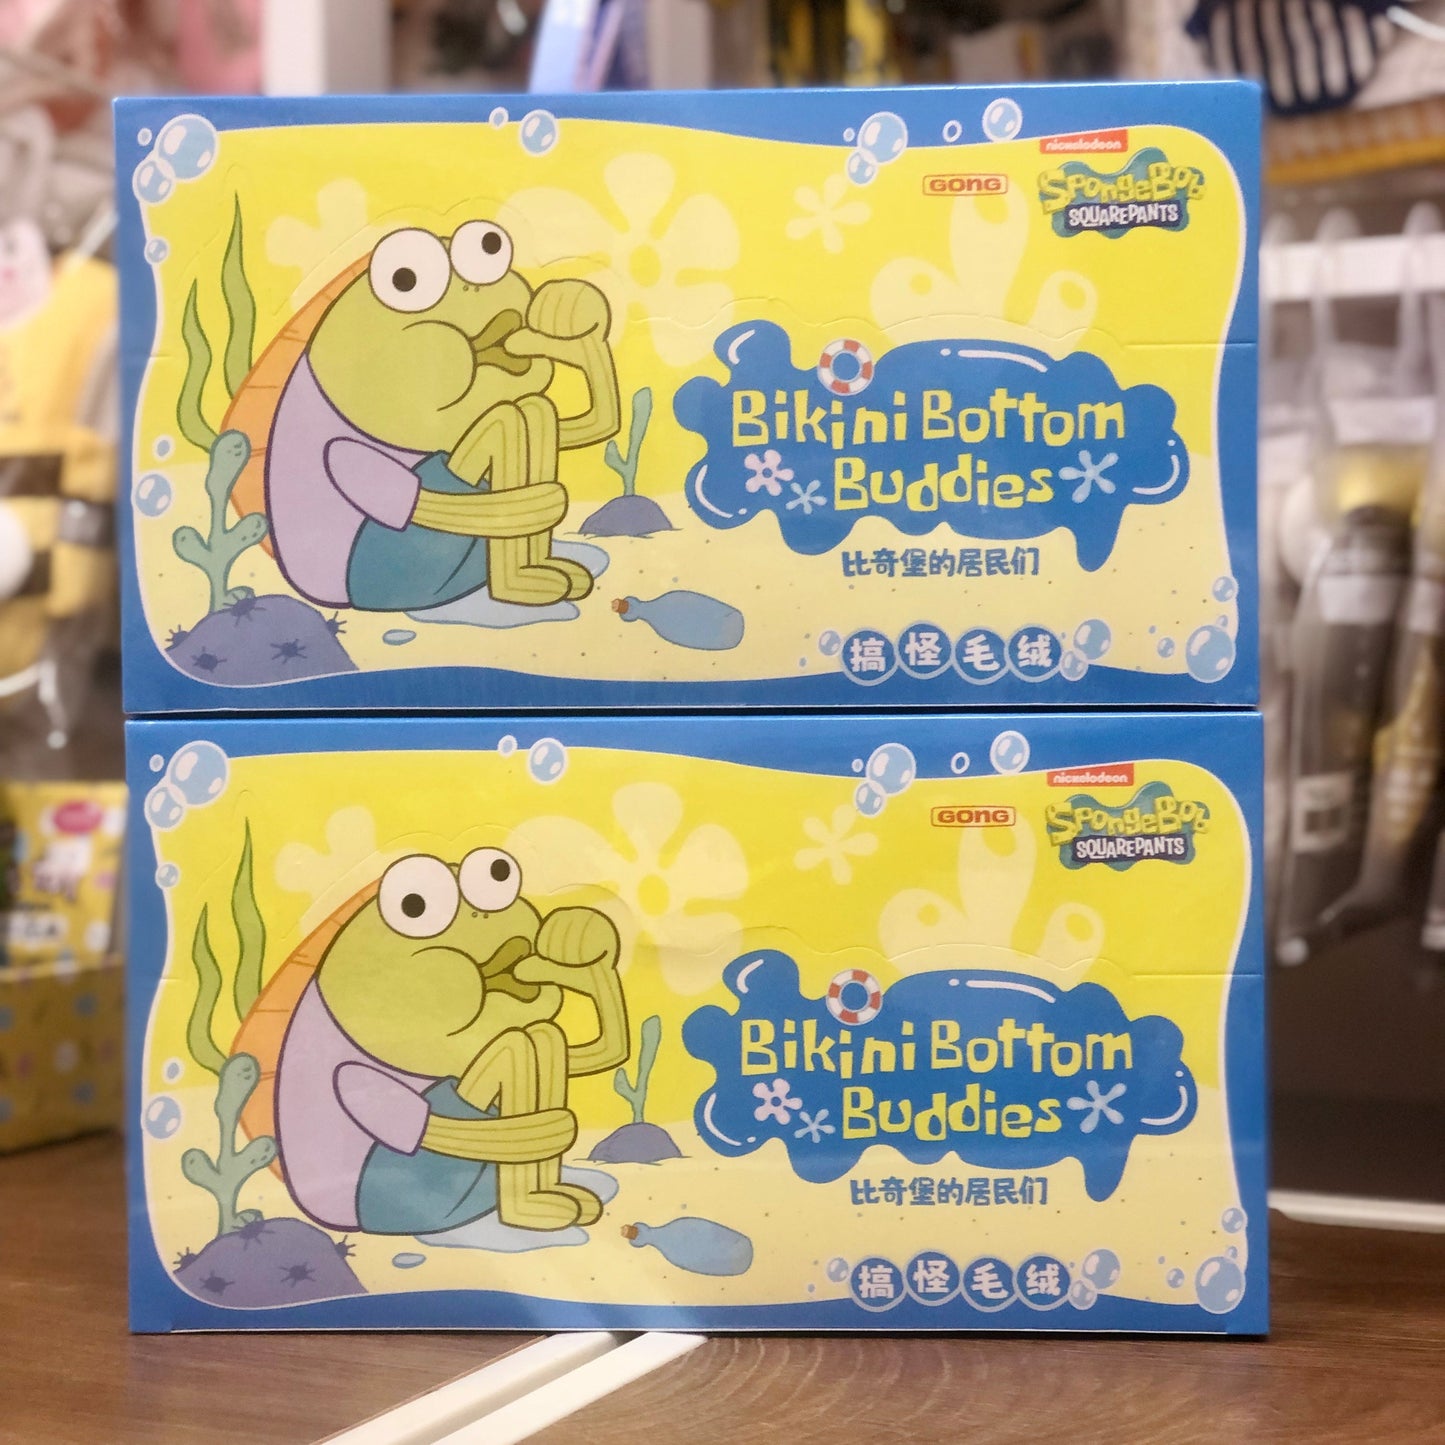 nickelodeon
GONG
SpongeBob
SQUAREPANTS
Bikini Bottom
Buddies
比奇堡的居民们
搞怪毛绒
nickelodeon
GONG
SpongeBob
SQUAREPANTS
Bikini Bottom
Buddies
比奇堡的居民们
搞怪毛绒